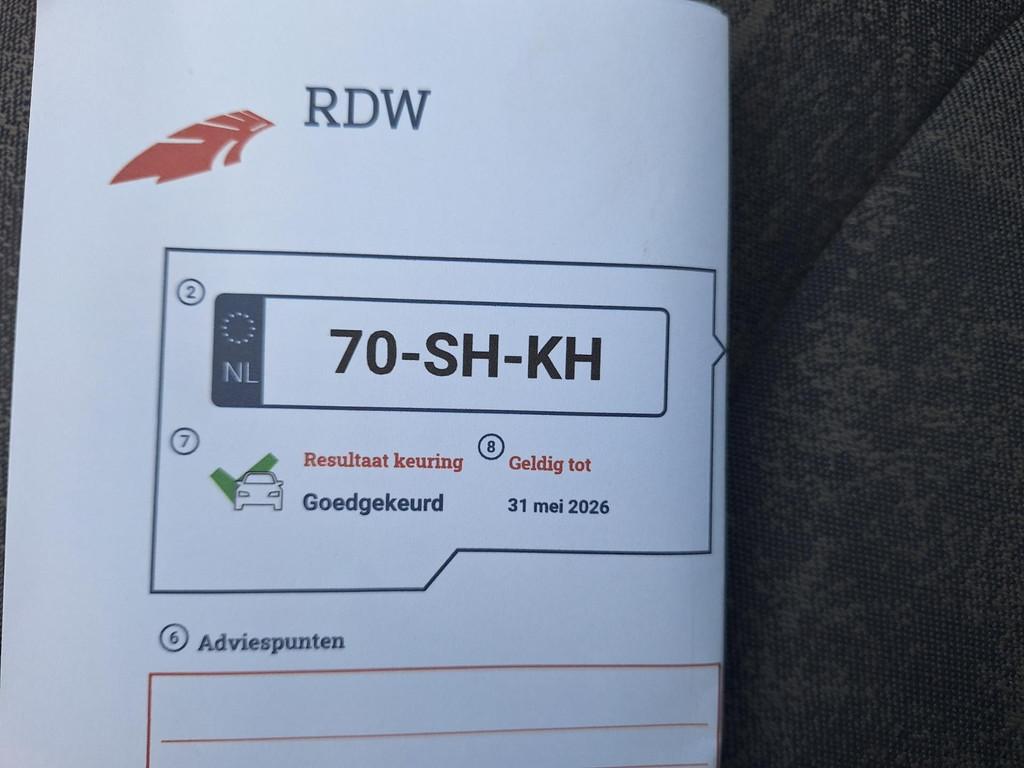 RDW
2
NL
70-SH-KH
7
Resultaat keuring
8
Geldig tot
Goedgekeurd
31 mei 2026
6 Adviespunten